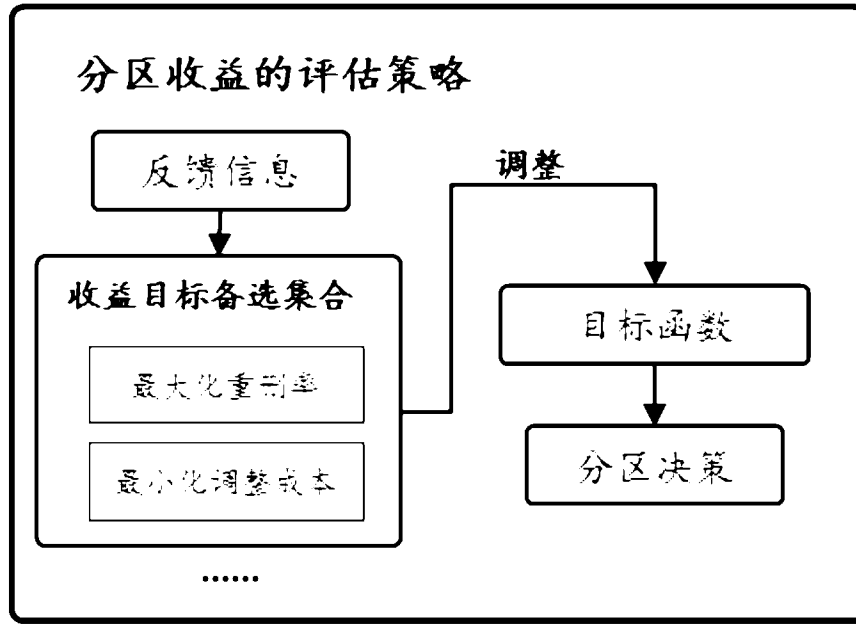 分区收益的评估策略
反馈信息
调整
收益目标备选集合
目标函数
最大化重删率
分区决策
最小化调整成本
......